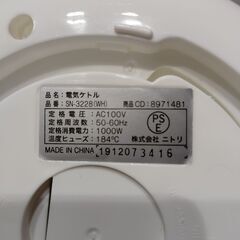 品名：電気ケトル
品番：SN-3228(WH) 商品CD：8971481
定格電圧：AC100V
定格周波数：50-60Hz
定格消費電力：1000W
温度ヒューズ：184℃
PSE
株式会社ニトリ
MADE IN CHINA
1912073416